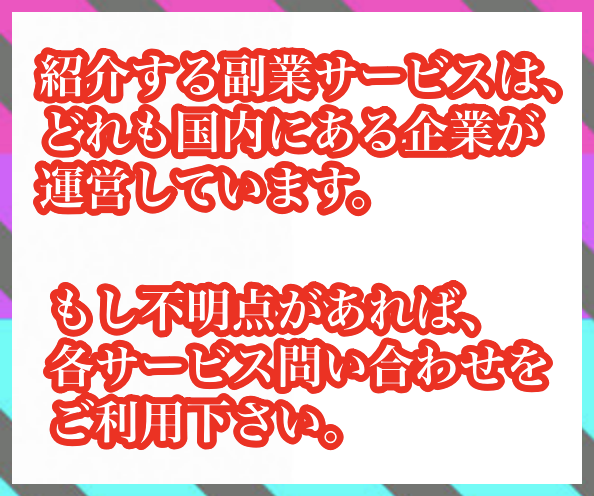 紹介する副業サービスは、
どれも国内にある企業が
運営しています。
もし不明点があれば、
各サービス問い合わせを
ご利用下さい。